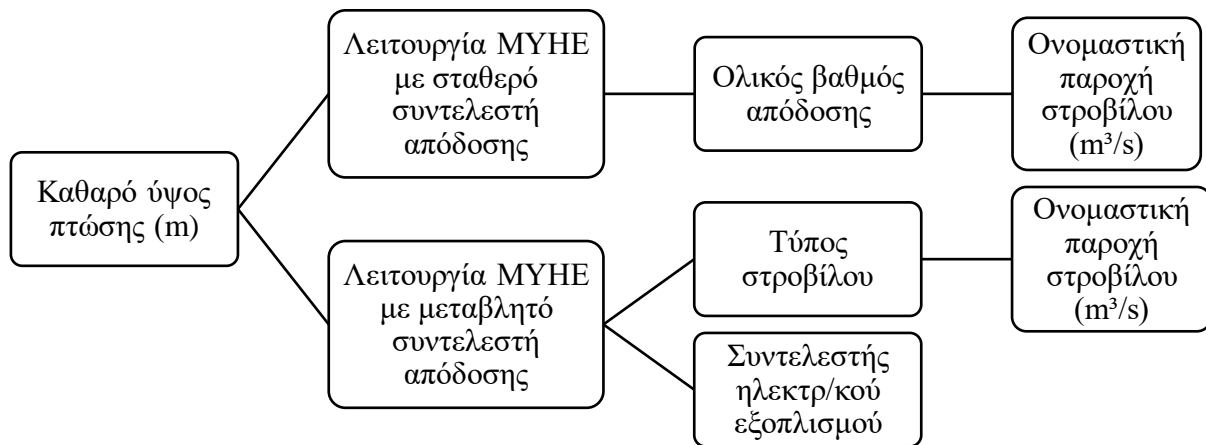 Καθαρό ύψος
πτώσης (m)
Λειτουργία ΜΥΗΕ
με σταθερό
συντελεστή
απόδοσης
Ολικός βαθμός
απόδοσης
Ονομαστική
παροχή
στροβίλου
(m³/s)
Λειτουργία ΜΥΗΕ
με μεταβλητό
συντελεστή
απόδοσης
Τύπος
στροβίλου
Ονομαστική
παροχή
στροβίλου
(m³/s)
Συντελεστής
ηλεκτρ/κού
εξοπλισμού